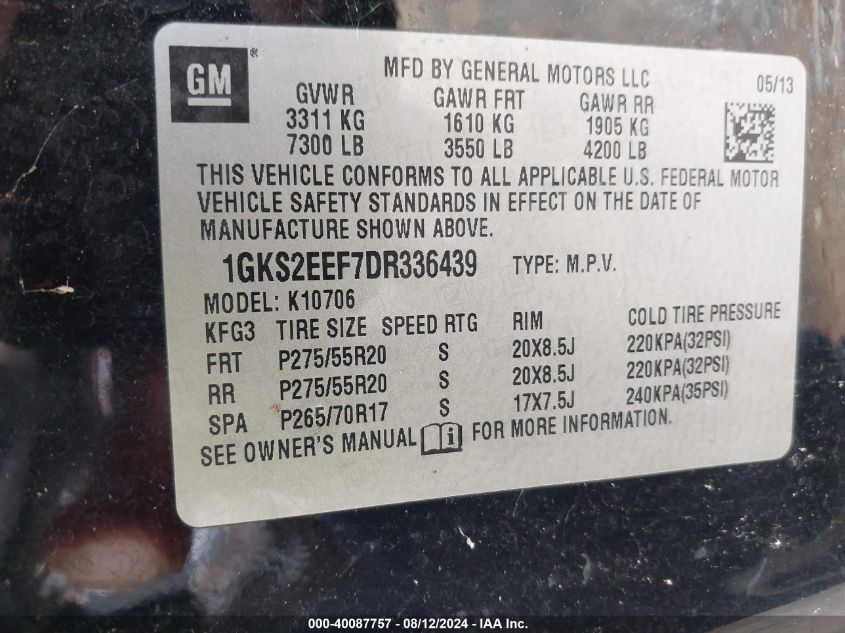 GM®
MFD BY GENERAL MOTORS LLC 05/13
GVWR GAWR FRT GAWR RR
3311 KG 1610 KG 1905 KG
7300 LB 3550 LB 4200 LB
THIS VEHICLE CONFORMS TO ALL APPLICABLE U.S. FEDERAL MOTOR
VEHICLE SAFETY STANDARDS IN EFFECT ON THE DATE OF
MANUFACTURE SHOWN ABOVE.
1GKS2EEF7DR336439 TYPE: M.P.V.
MODEL: K10706
KFG3 TIRE SIZE SPEED RTG RIM COLD TIRE PRESSURE
FRT P275/55R20 S 20X8.5J 220KPA(32PSI)
RR P275/55R20 S 20X8.5J 220KPA(32PSI)
SPA P265/70R17 S 17X7.5J 240KPA(35PSI)
SEE OWNER'S MANUAL i FOR MORE INFORMATION.
000-40087757 - 08/12/2024 - IAA Inc.